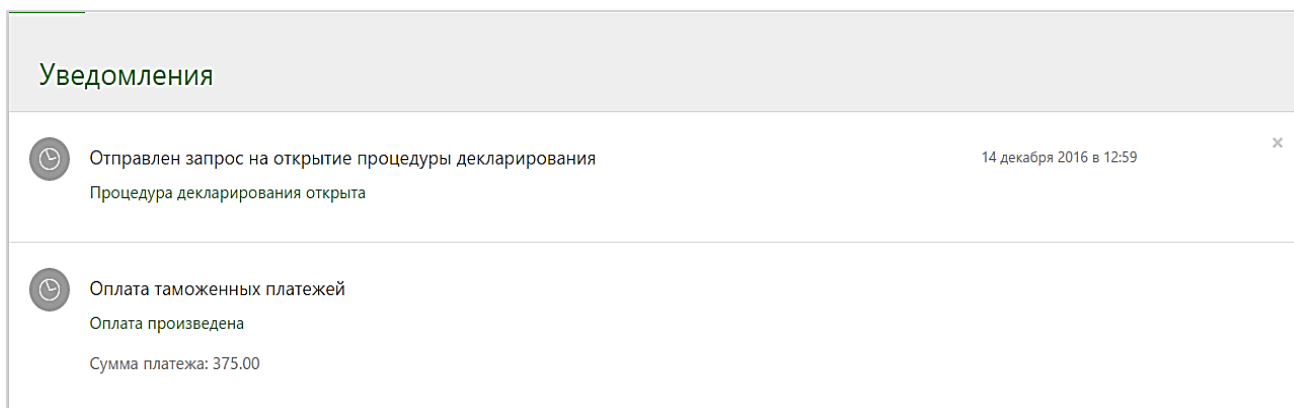 Уведомления
Отправлен запрос на открытие процедуры декларирования 14 декабря 2016 в 12:59
Процедура декларирования открыта
Оплата таможенных платежей
Оплата произведена
Сумма платежа: 375.00